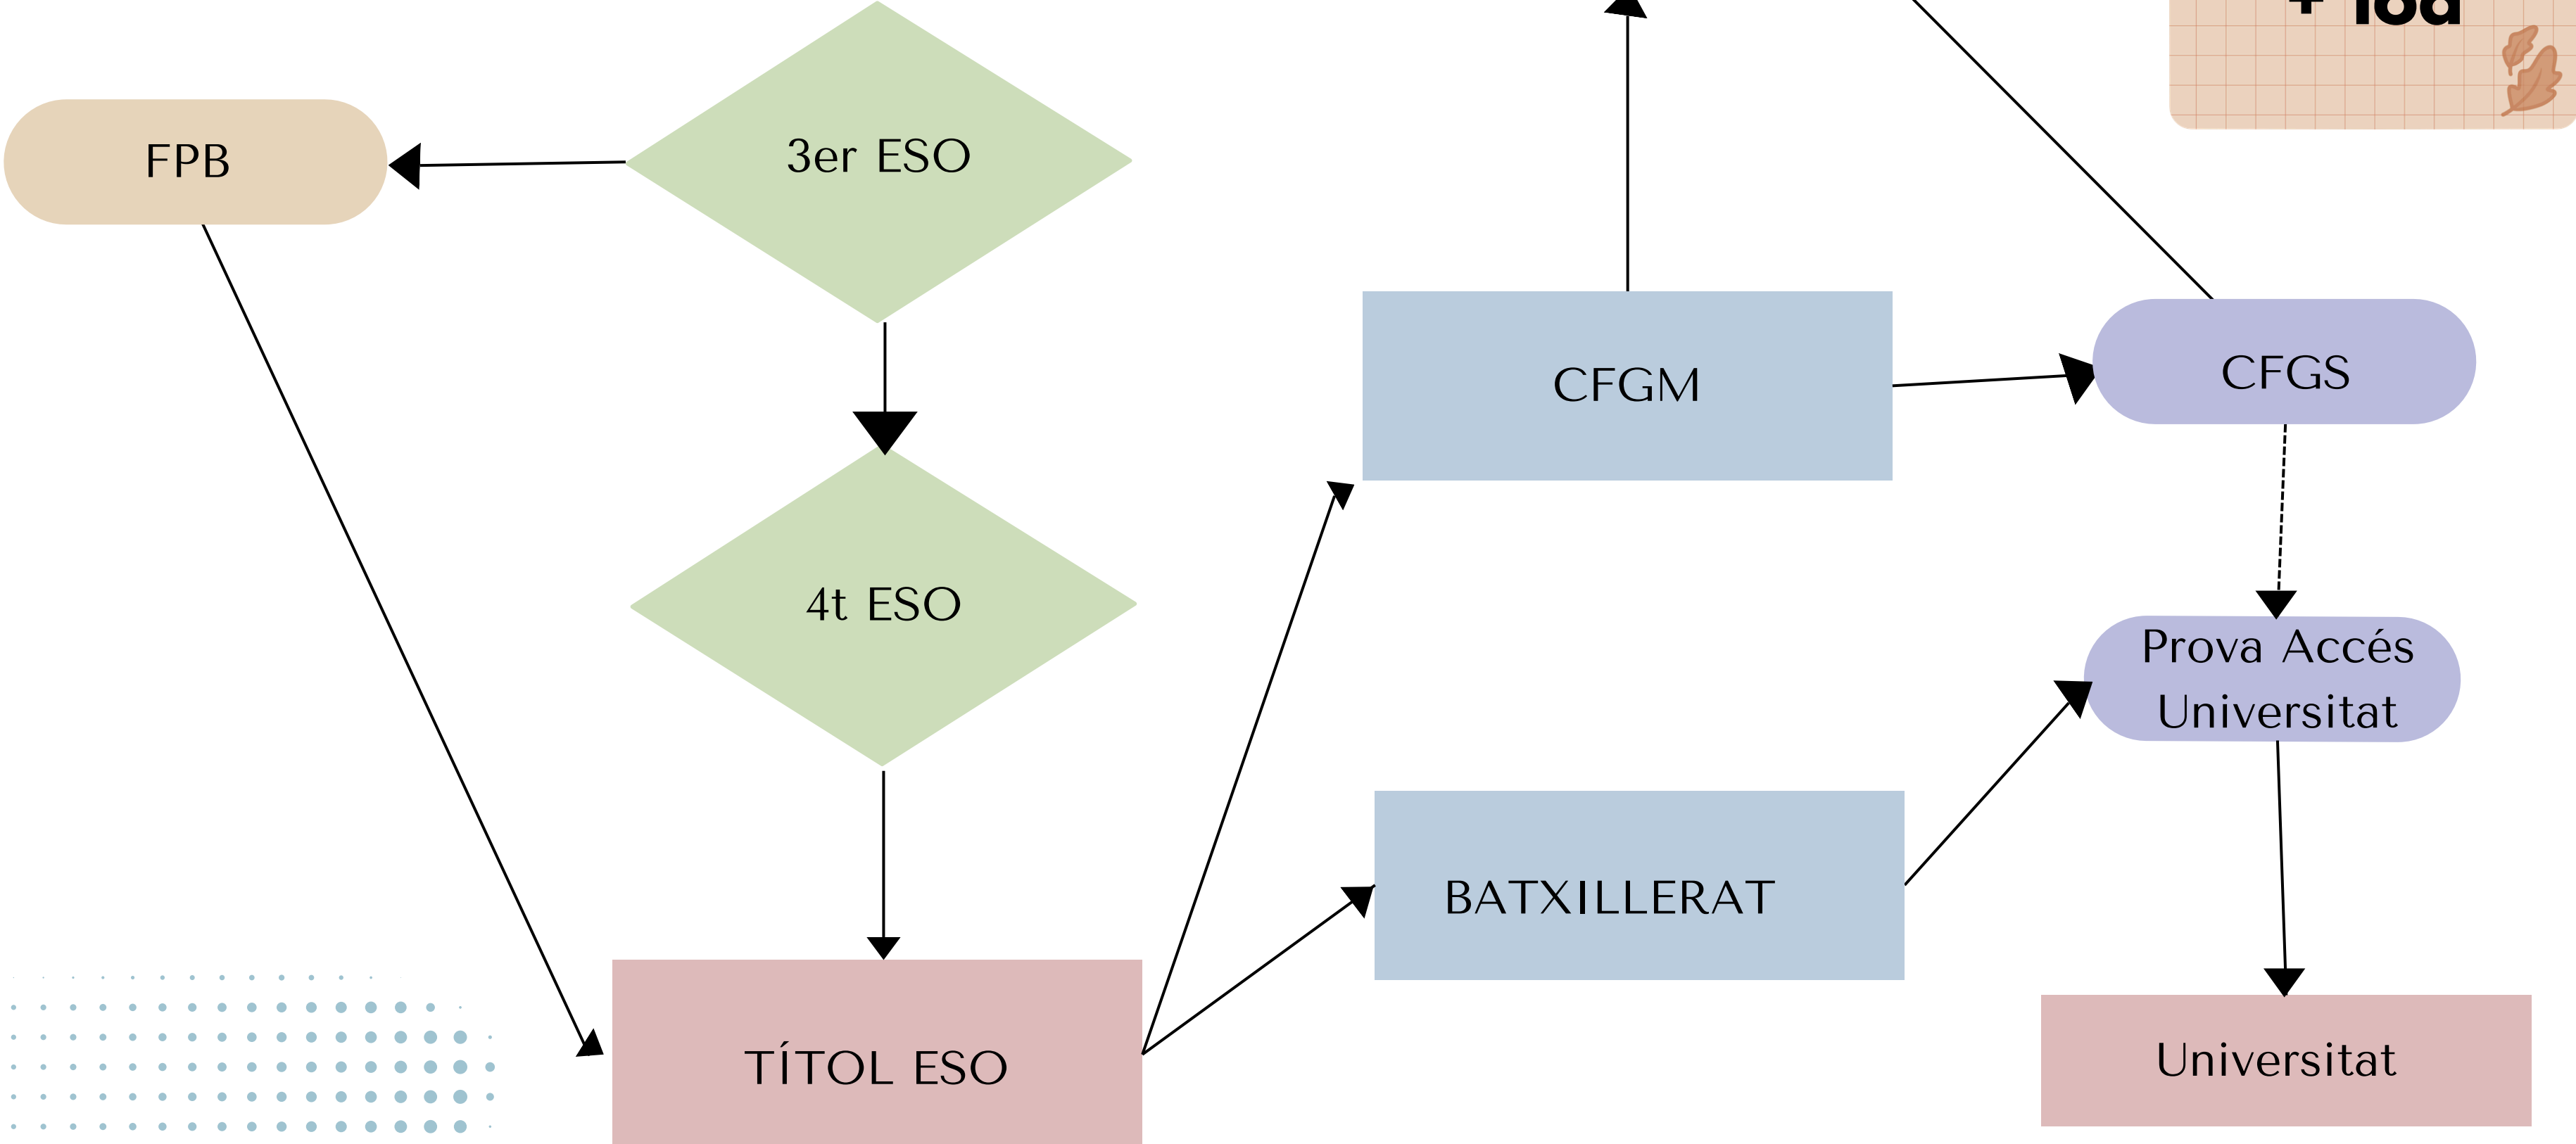 3er ESO
FPB
CFGM
CFGS
4t ESO
Prova Accés
Universitat
BATXILLERAT
TÍTOL ESO
Universitat